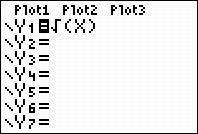 Plot1 Plot2 Plot3
\Y1=√(X)
\Y2=
\Y3=
\Y4=
\Y5=
\Y6=
\Y7=